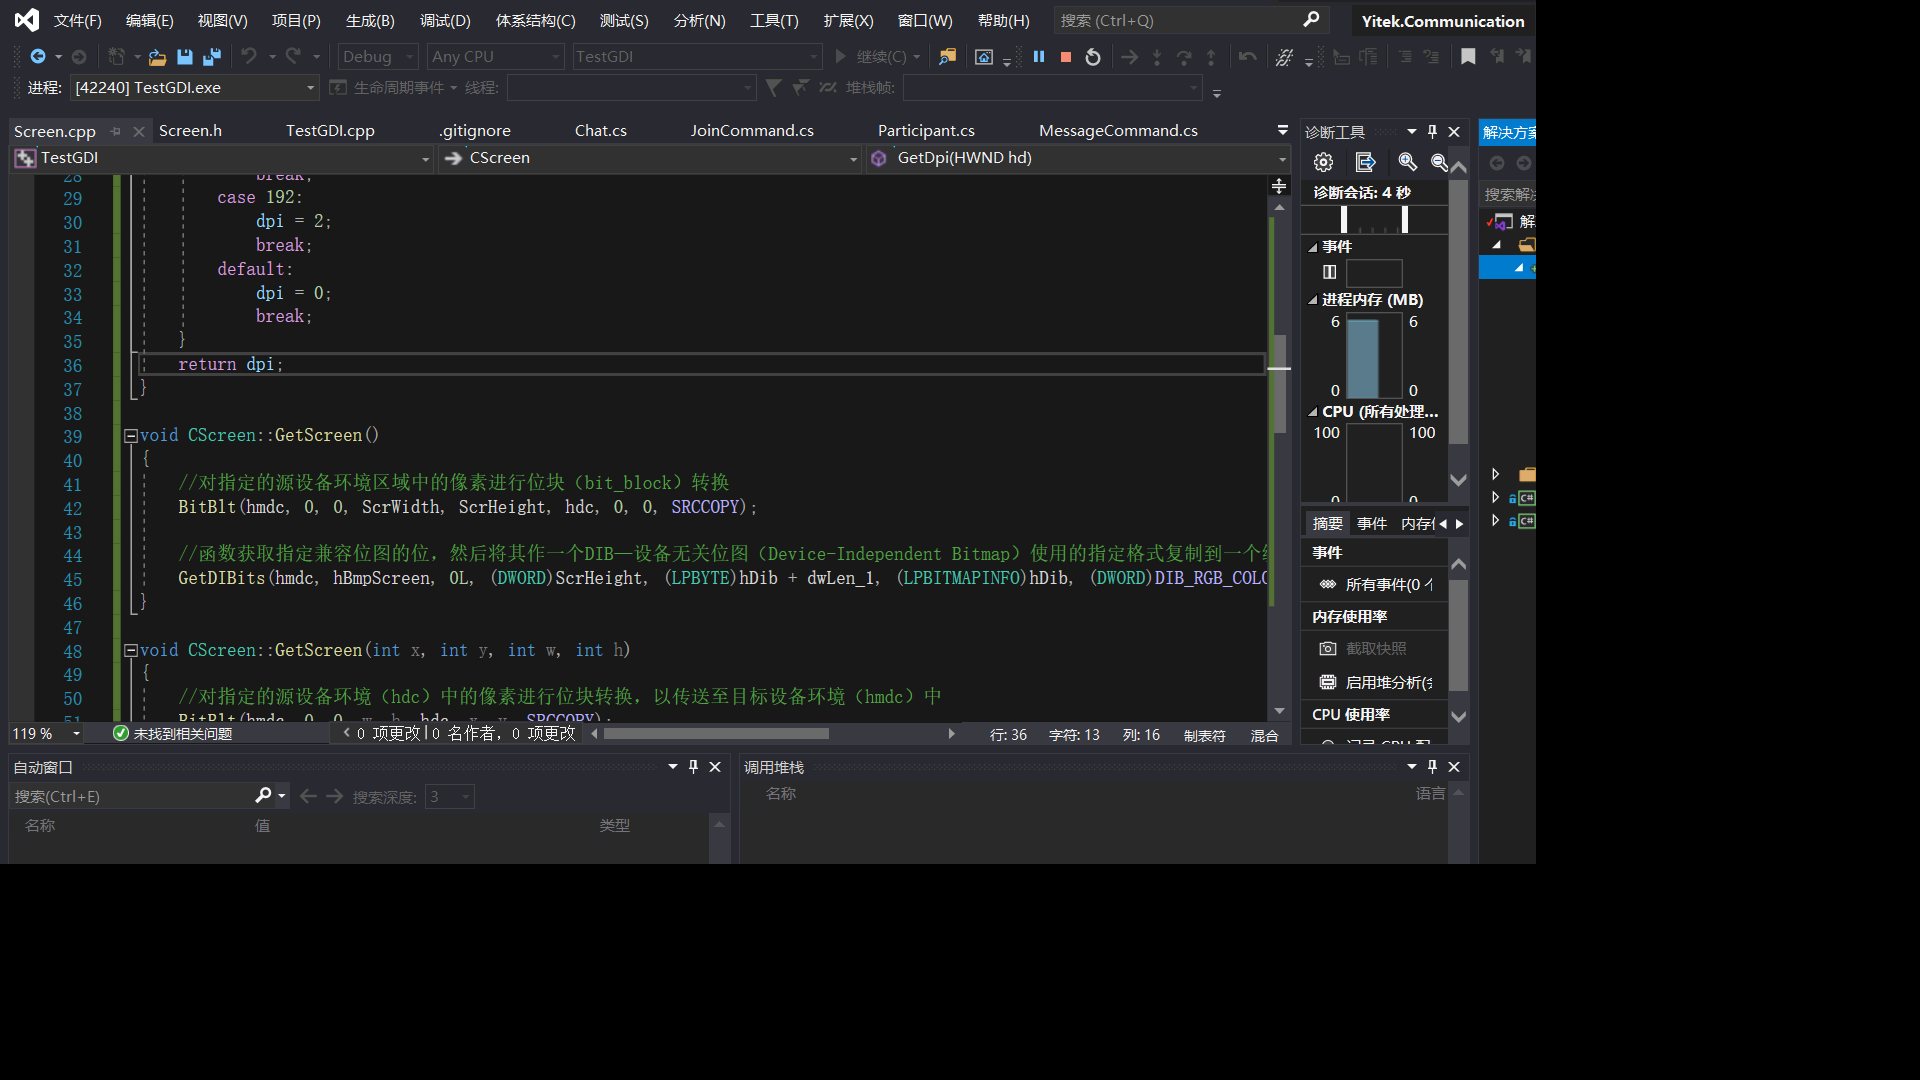 文件(F) 编辑(E) 视图(V) 项目(P) 生成(B) 调试(D) 体系结构(C) 测试(S) 分析(N) 工具(T) 扩展(X) 窗口(W) 帮助(H) 搜索 (Ctrl+Q) Yitek.Communication
Debug Any CPU TestGDI 继续(C)
进程: [42240] TestGDI.exe 生命周期事件 线程: 堆栈帧:
Screen.cpp Screen.h TestGDI.cpp .gitignore Chat.cs JoinCommand.cs Participant.cs MessageCommand.cs
TestGDI CScreen GetDpi(HWND hd)
28 break;
29 case 192:
30 dpi = 2;
31 break;
32 default:
33 dpi = 0;
34 break;
35 }
36 return dpi;
37 }
38
39 void CScreen::GetScreen()
40 {
41 //对指定的源设备环境区域中的像素进行位块（bit_block）转换
42 BitBlt(hmdc, 0, 0, ScrWidth, ScrHeight, hdc, 0, 0, SRCCOPY);
43
44 //函数获取指定兼容位图的位，然后将其作一个DIB—设备无关位图（Device-Independent Bitmap）使用的指定格式复制到一个
45 GetDIBits(hmdc, hBmpScreen, 0L, (DWORD)ScrHeight, (LPBYTE)hDib + dwLen_1, (LPBITMAPINFO)hDib, (DWORD)DIB_RGB_COLO
46 }
47
48 void CScreen::GetScreen(int x, int y, int w, int h)
49 {
50 //对指定的源设备环境（hdc）中的像素进行位块转换，以传送至目标设备环境（hmdc）中
51 BitBlt(hmdc, 0, 0, w, h, hdc, x, y, SRCCOPY);
119 % 未找到相关问题 0 项更改|0 名作者，0 项更改 行: 36 字符: 13 列: 16 制表符 混合
诊断工具
诊断会话: 4 秒
事件
进程内存 (MB)
6 6
0 0
CPU (所有处理...
100 100
0 0
摘要 事件 内存
事件
所有事件(0 个
内存使用率
截取快照
启用堆分析(
CPU 使用率
记录 CPU 配
解决方案
搜索解
解
C#
C#
自动窗口
搜索(Ctrl+E) 搜索深度: 3
名称 值 类型
调用堆栈
名称 语言